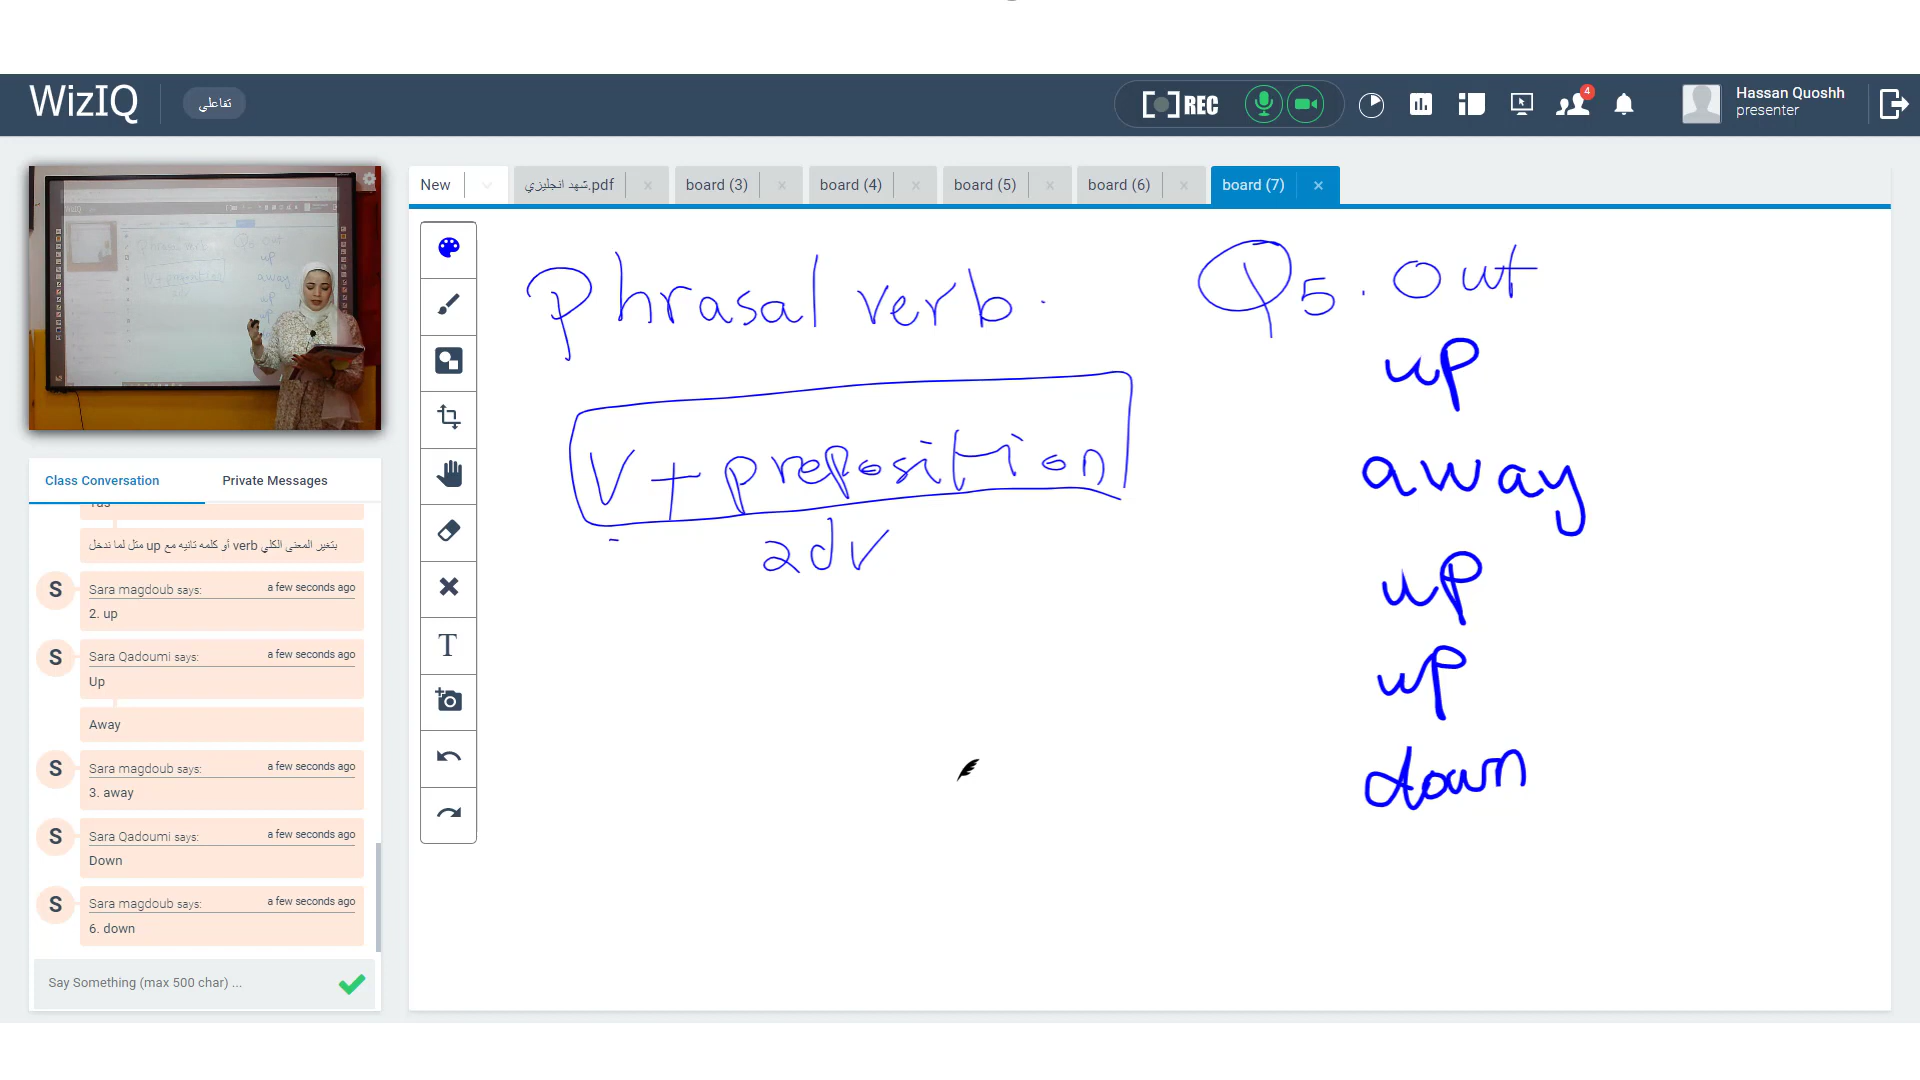 WizIQ
تفاعلي
REC
4
Hassan Quoshh
presenter
New
شهد انجليزي.pdf
board (3)
board (4)
board (5)
board (6)
board (7)
Class Conversation
Private Messages
بتغير المعنى الكلي verb أو كلمه تانيه مع up مثل لما ندخل
S
Sara magdoub says:
a few seconds ago
2. up
S
Sara Qadoumi says:
a few seconds ago
Up
Away
S
Sara magdoub says:
a few seconds ago
3. away
S
Sara Qadoumi says:
a few seconds ago
Down
S
Sara magdoub says:
a few seconds ago
6. down
Say Something (max 500 char) ...
T
Phrasal verb.
V + preposition
adv
Q5. out
up
away
up
up
down